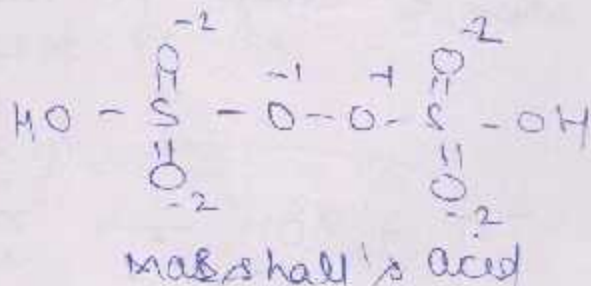 -2 -2
O -1 -1 O
HO - S - O - O - S - OH
O O
-2 -2
Marshall's acid